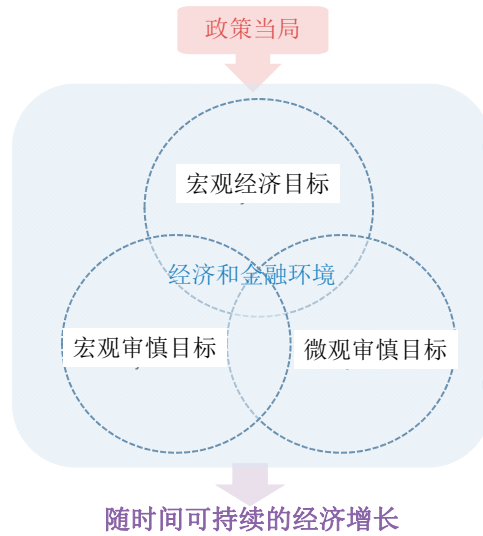 政策当局
宏观经济目标
经济和金融环境
宏观审慎目标
微观审慎目标
随时间可持续的经济增长